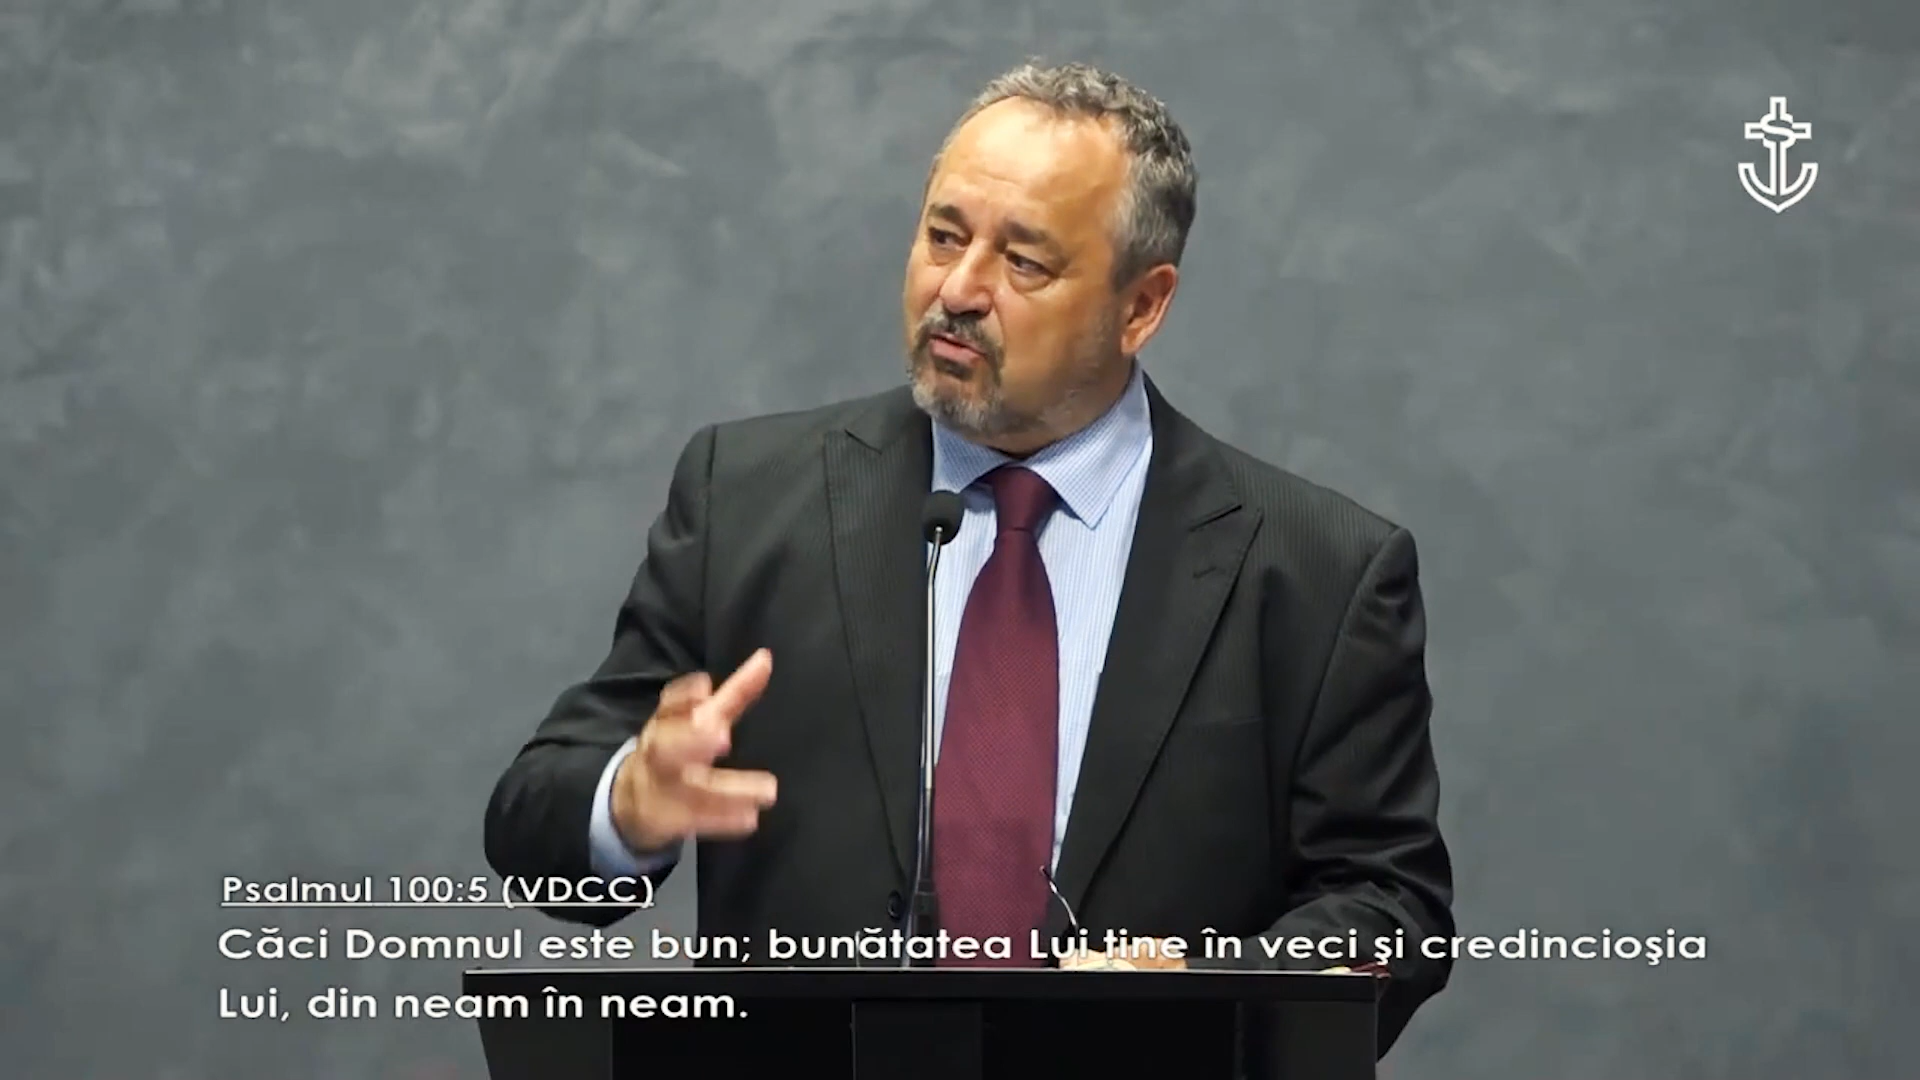 Psalmul 100:5 (VDCC)
Căci Domnul este bun; bunătatea Lui ţine în veci şi credincioşia
Lui, din neam în neam.